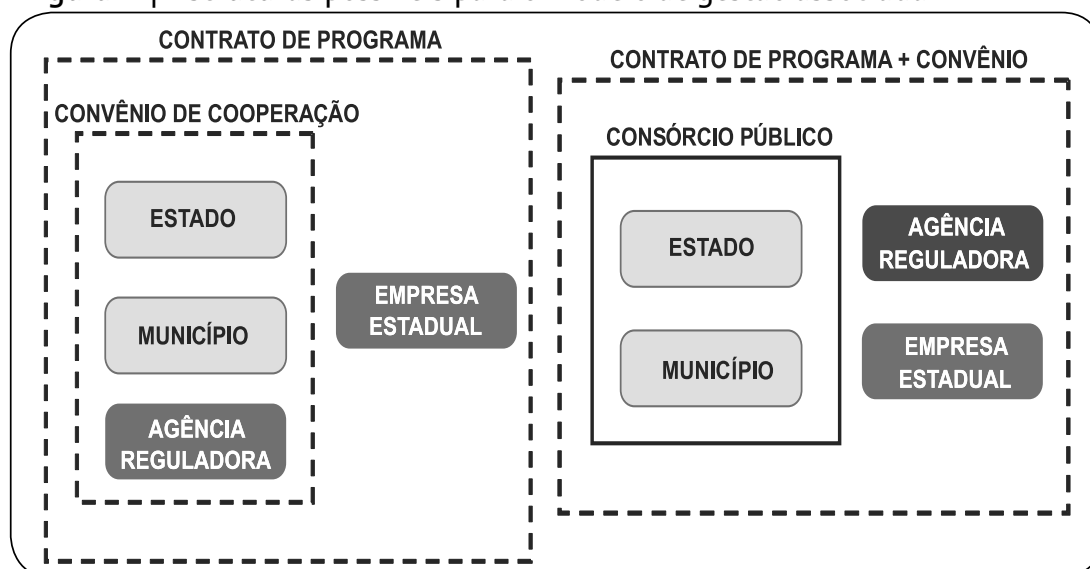 CONTRATO DE PROGRAMA
CONVÊNIO DE COOPERAÇÃO
ESTADO
MUNICÍPIO
AGÊNCIA
REGULADORA
EMPRESA
ESTADUAL
CONTRATO DE PROGRAMA + CONVÊNIO
CONSÓRCIO PÚBLICO
ESTADO
MUNICÍPIO
AGÊNCIA
REGULADORA
EMPRESA
ESTADUAL